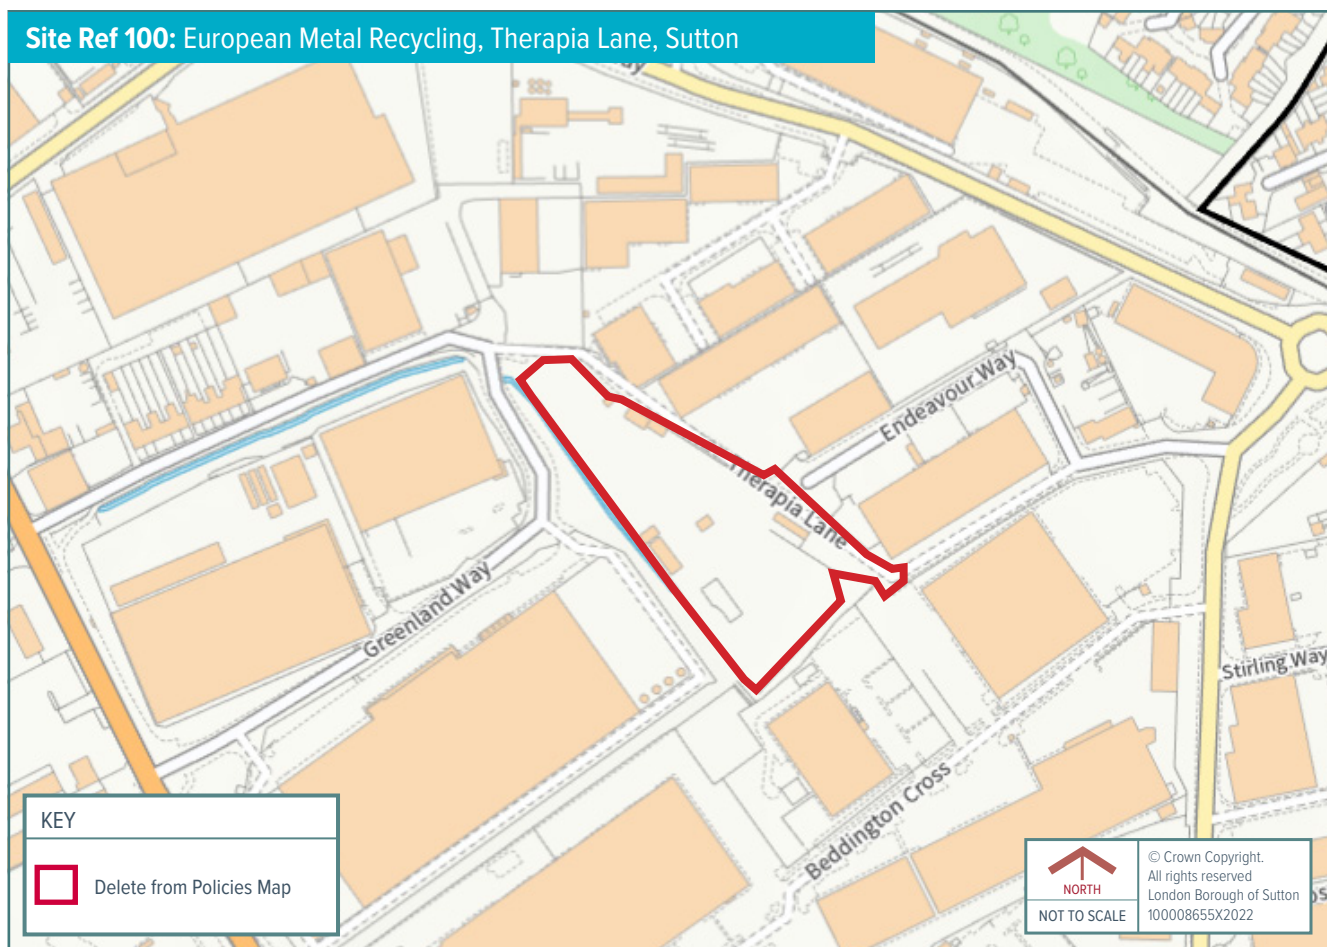 Site Ref 100: European Metal Recycling, Therapia Lane, Sutton
Endeavour Way
Therapia Lane
Greenland Way
Stirling Way
Beddington Cross
KEY
Delete from Policies Map
NORTH
NOT TO SCALE
© Crown Copyright.
All rights reserved
London Borough of Sutton
100008655X2022